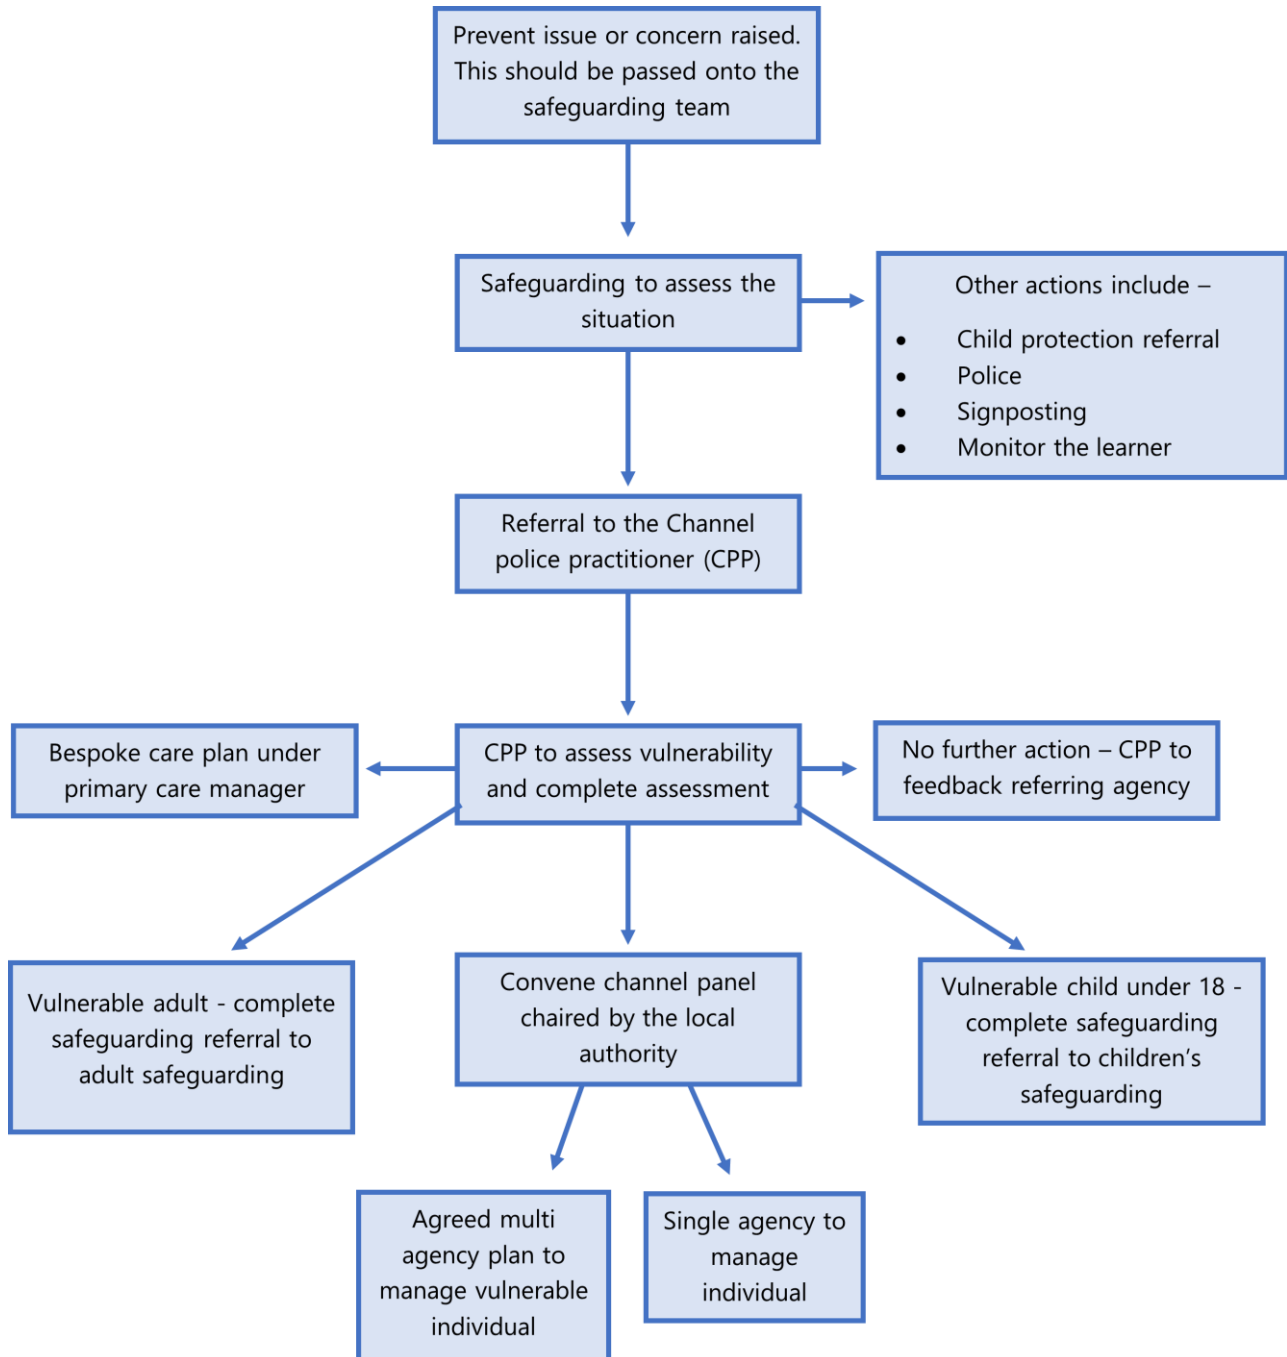 Prevent issue or concern raised.
This should be passed onto the
safeguarding team
Safeguarding to assess the
situation
Other actions include –
• Child protection referral
• Police
• Signposting
• Monitor the learner
Referral to the Channel
police practitioner (CPP)
Bespoke care plan under
primary care manager
CPP to assess vulnerability
and complete assessment
No further action – CPP to
feedback referring agency
Vulnerable adult - complete
safeguarding referral to
adult safeguarding
Convene channel panel
chaired by the local
authority
Vulnerable child under 18 -
complete safeguarding
referral to children’s
safeguarding
Agreed multi
agency plan to
manage vulnerable
individual
Single agency to
manage
individual